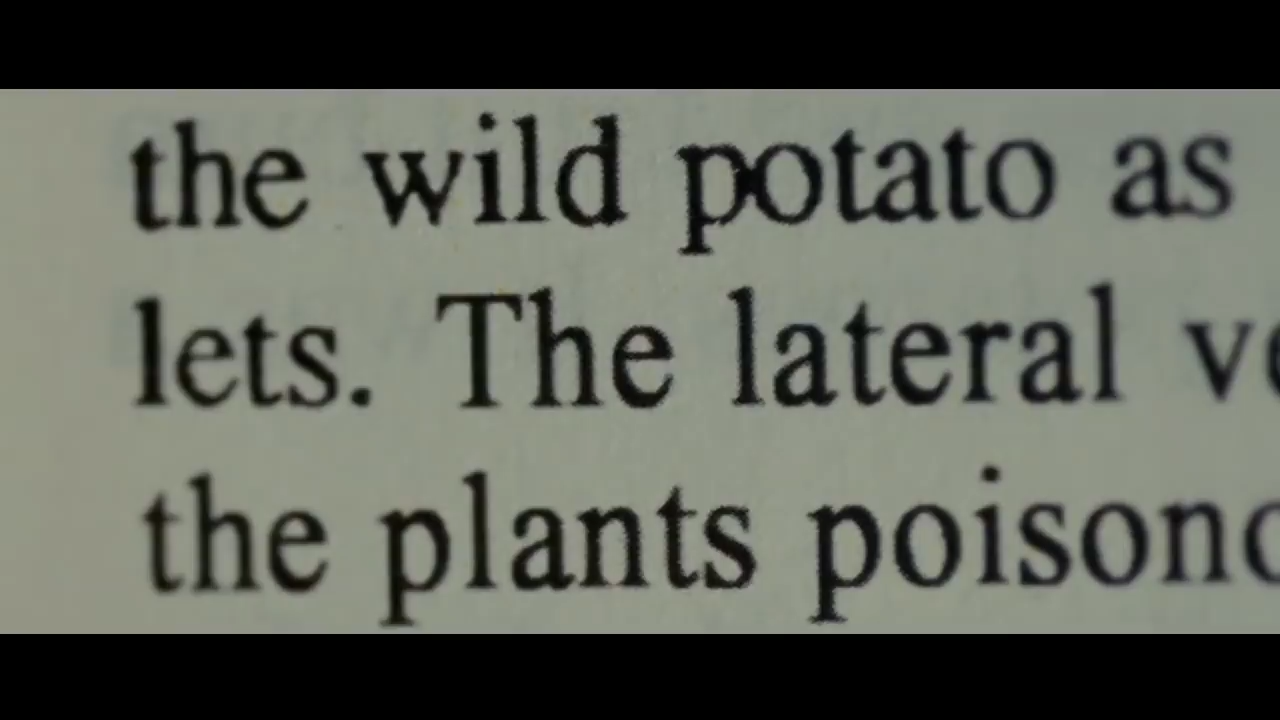 the wild potato as
lets. The lateral
the plants